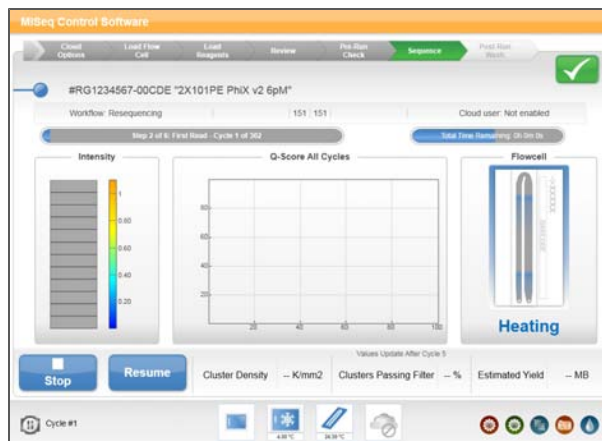 MiSeq Control Software
Cloud Options
Load Flow Cell
Load Reagents
Review
Pre-Run Check
Sequence
Post Run Wash
#RG1234567-00CDE "2X101PE PhiX v2 6pM"
Workflow: Resequencing
151 | 151
Cloud user: Not enabled
Step 2 of 6: First Read - Cycle 1 of 302
Total Time Remaining: 0h 0m 0s
Intensity
Q-Score All Cycles
Flowcell
1
0.80
0.60
0.40
0.20
80
60
40
20
20
40
60
80
100
Heating
Values Update After Cycle 5
Stop
Resume
Cluster Density -- K/mm2
Clusters Passing Filter -- %
Estimated Yield -- MB
Cycle #1
4.00 °C